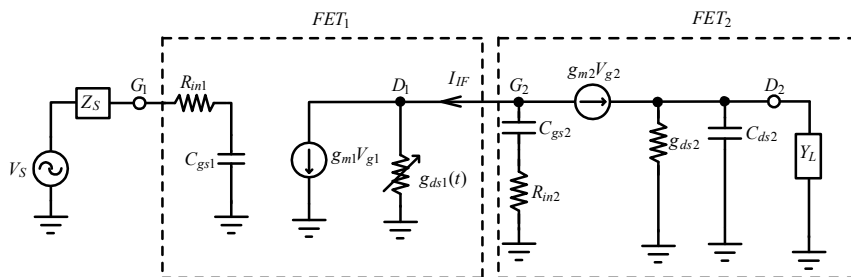 FET1
FET2
ZS
G1
Rin1
D1
IIF
G2
gm2Vg2
D2
Cgs1
VS
gm1Vg1
gds1(t)
Cgs2
Rin2
gds2
Cds2
YL